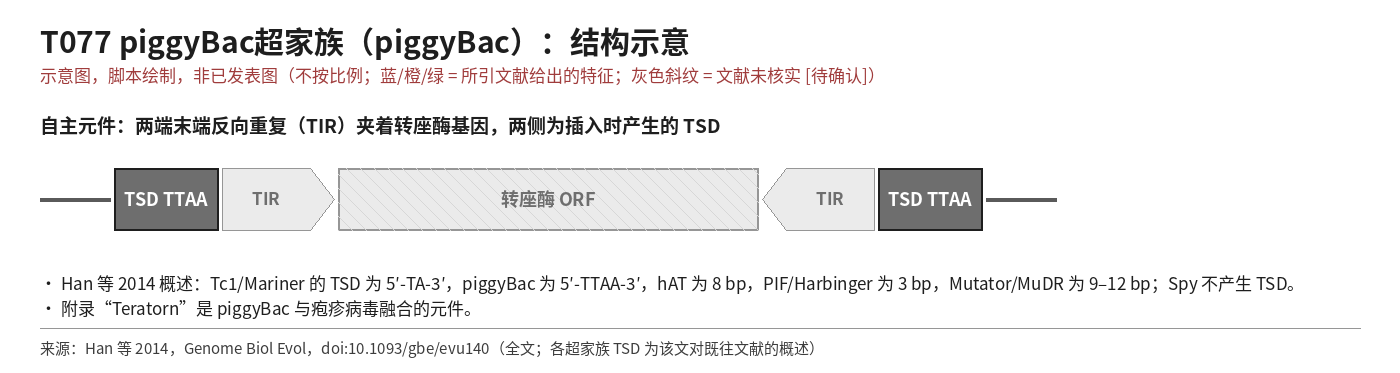 T077 piggyBac超家族（piggyBac）：结构示意
示意图，脚本绘制，非已发表图（不按比例；蓝/橙/绿 = 所引文献给出的特征；灰色斜纹 = 文献未核实 [待确认]）
自主元件：两端末端反向重复（TIR）夹着转座酶基因，两侧为插入时产生的 TSD
TSD TTAA TIR 转座酶 ORF TIR TSD TTAA
· Han 等 2014 概述：Tc1/Mariner 的 TSD 为 5′-TA-3′，piggyBac 为 5′-TTAA-3′，hAT 为 8 bp，PIF/Harbinger 为 3 bp，Mutator/MuDR 为 9–12 bp；Spy 不产生 TSD。
· 附录“Teratorn”是 piggyBac 与疱疹病毒融合的元件。
来源：Han 等 2014，Genome Biol Evol，doi:10.1093/gbe/evu140（全文；各超家族 TSD 为该文对既往文献的概述）